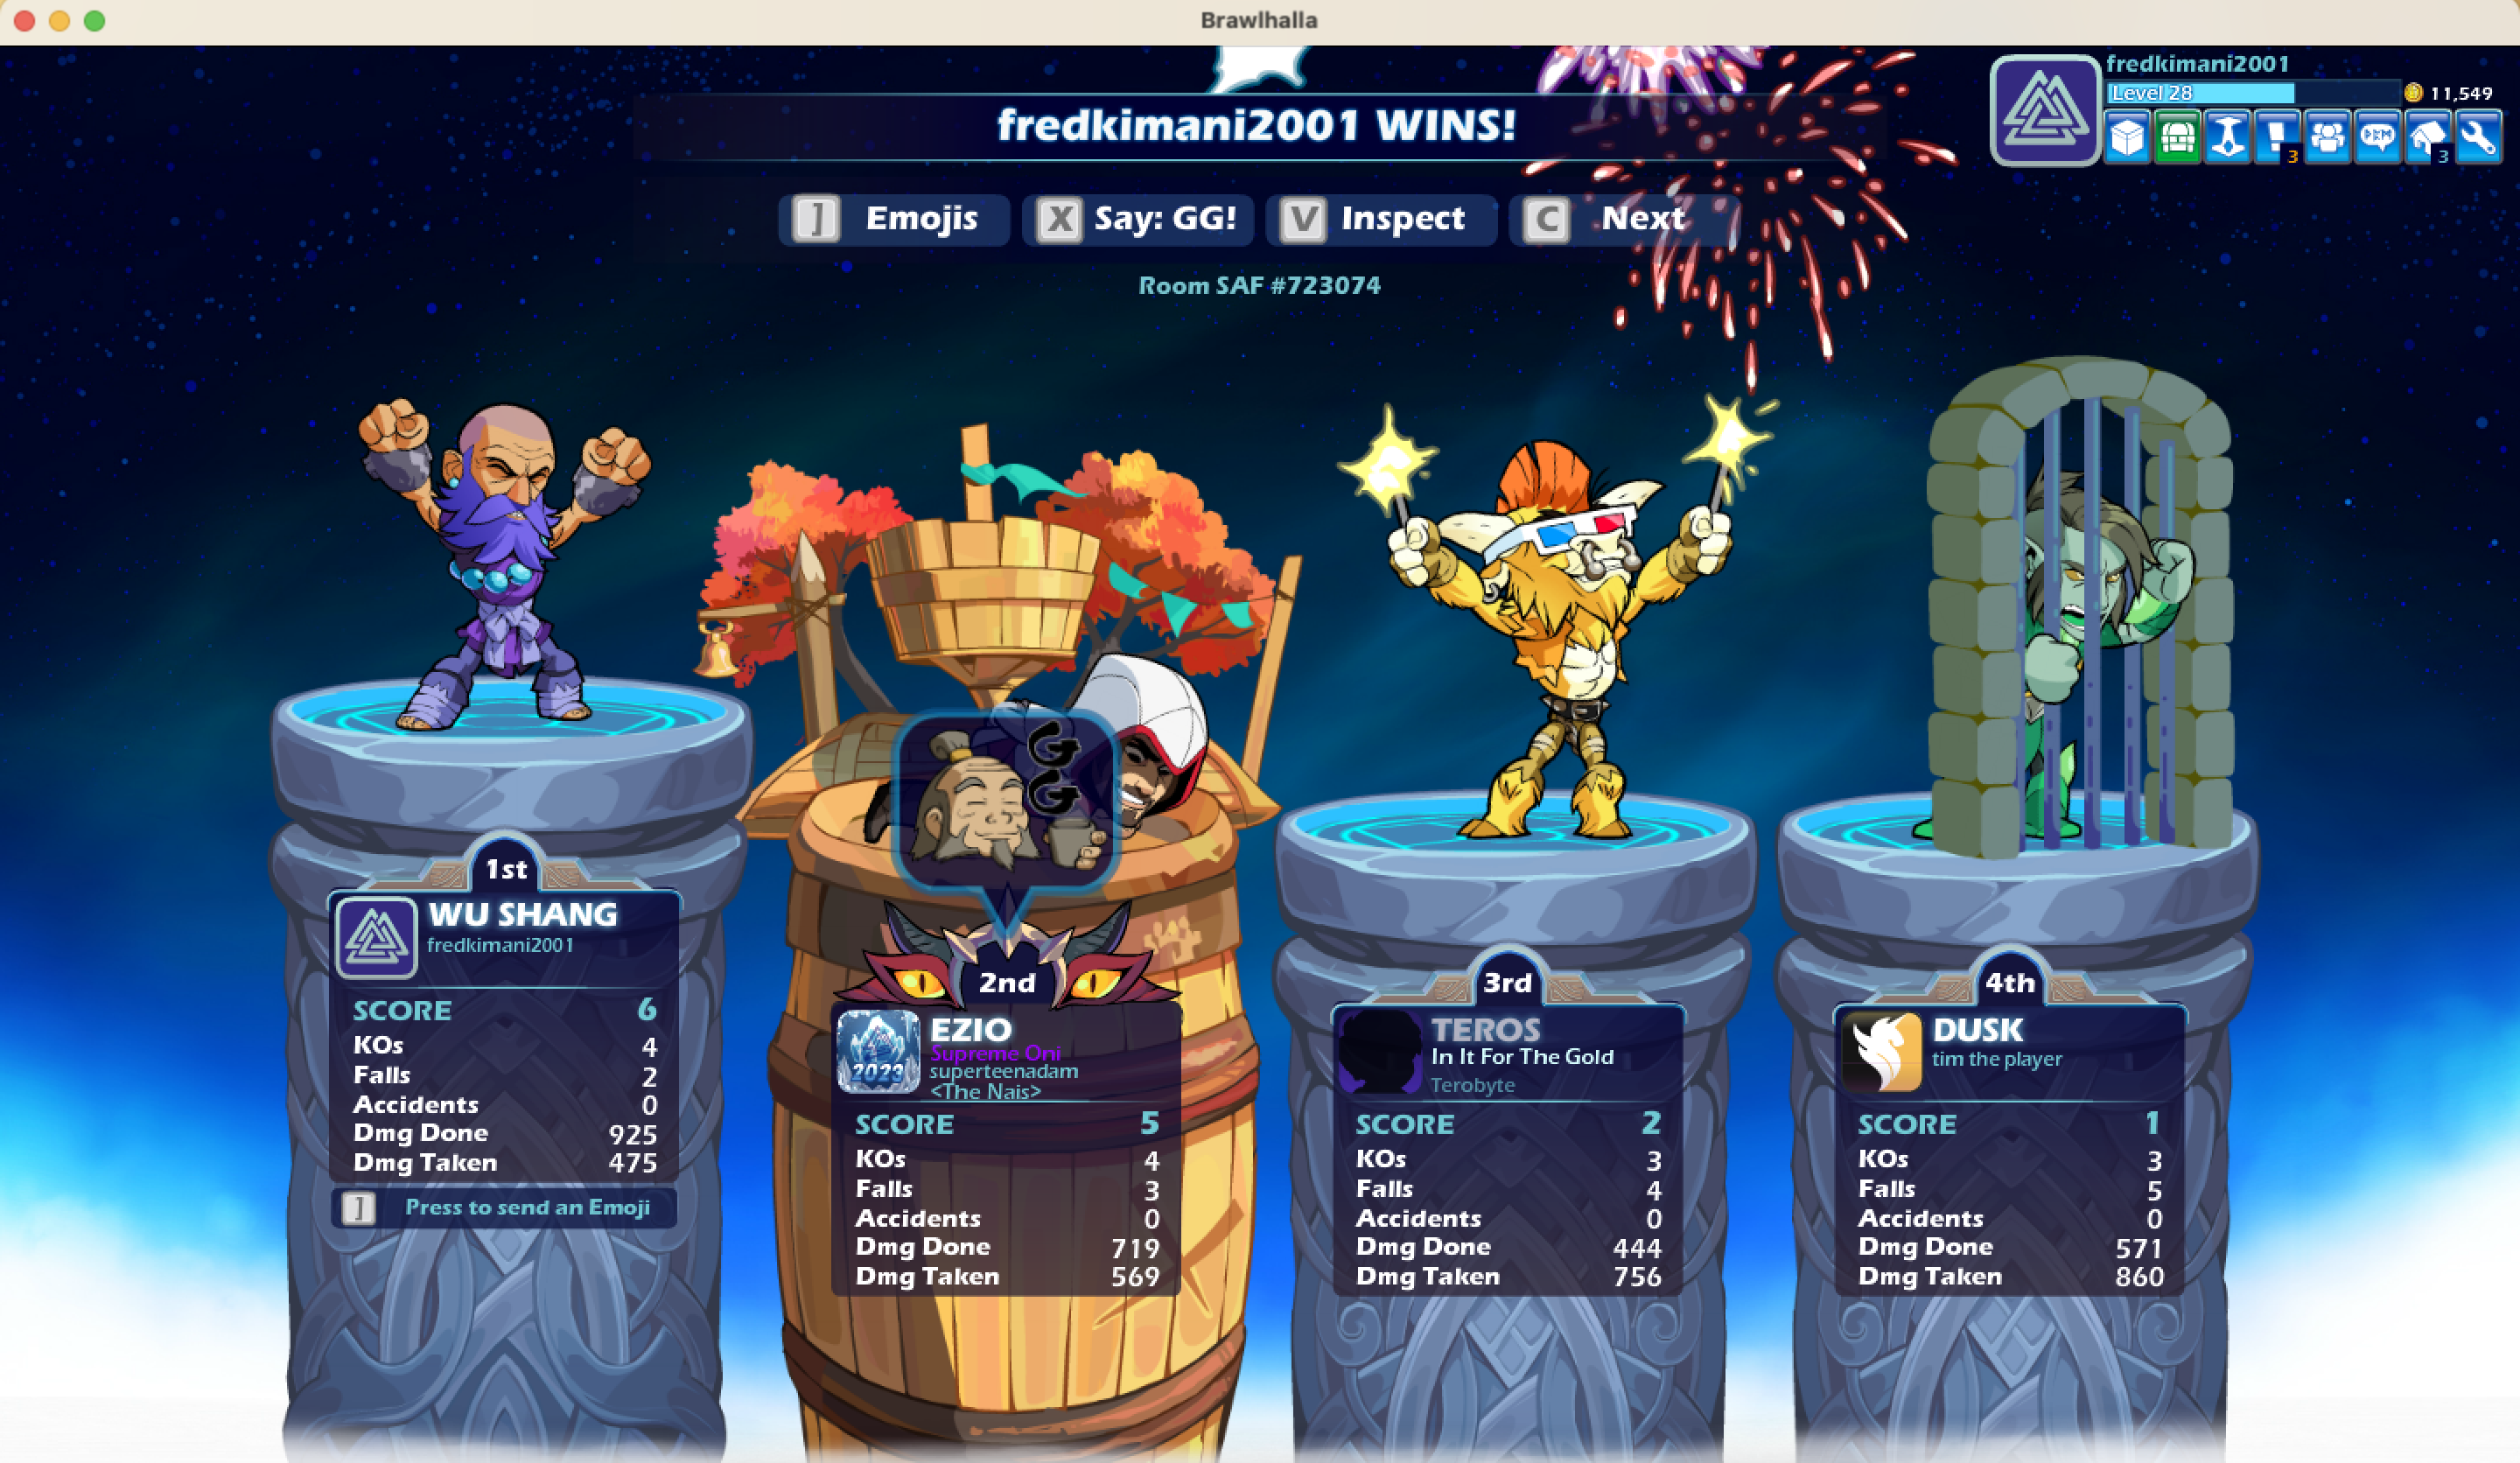 Brawlhalla
fredkimani2001
Level 28
11,549
3
3
fredkimani2001 WINS!
] Emojis
X Say: GG!
V Inspect
C Next
Room SAF #723074
GG
1st
WU SHANG
fredkimani2001
SCORE 6
KOs 4
Falls 2
Accidents 0
Dmg Done 925
Dmg Taken 475
] Press to send an Emoji
2nd
2023
EZIO
Supreme Oni
superteenadam
<The Nais>
SCORE 5
KOs 4
Falls 3
Accidents 0
Dmg Done 719
Dmg Taken 569
3rd
TEROS
In It For The Gold
Terobyte
SCORE 2
KOs 3
Falls 4
Accidents 0
Dmg Done 444
Dmg Taken 756
4th
DUSK
tim the player
SCORE 1
KOs 3
Falls 5
Accidents 0
Dmg Done 571
Dmg Taken 860